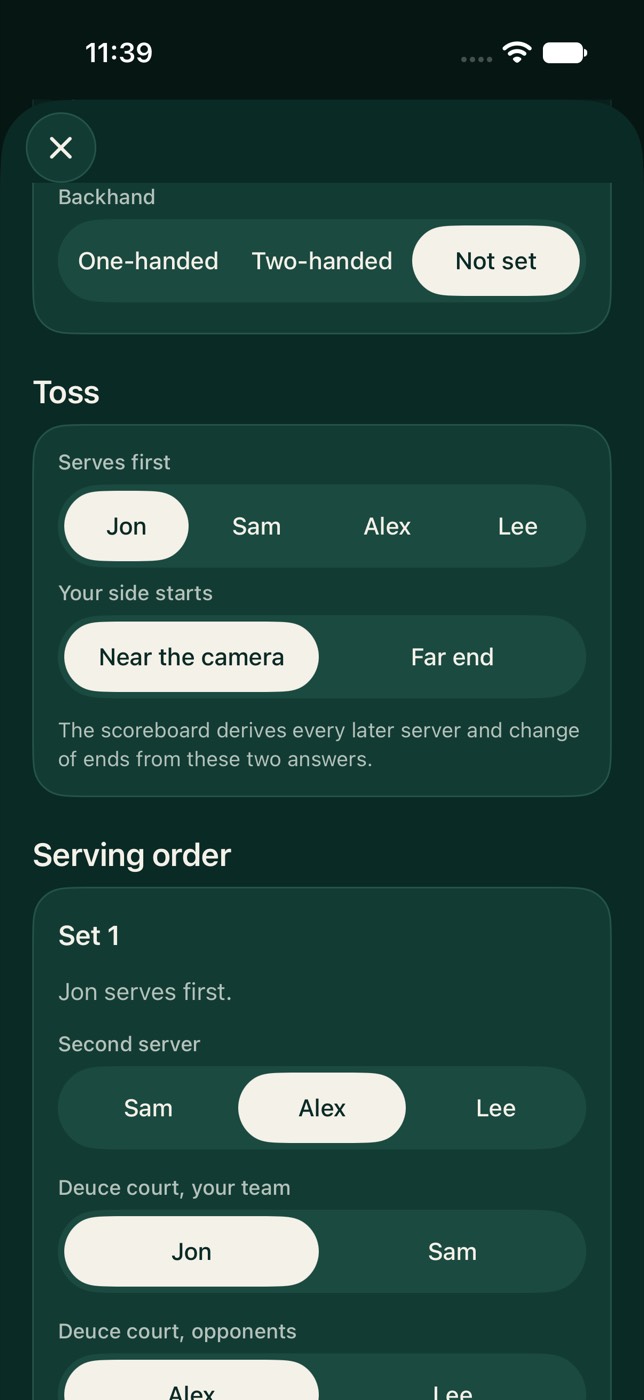 11:39
Backhand
One-handed Two-handed Not set
Toss
Serves first
Jon Sam Alex Lee
Your side starts
Near the camera Far end
The scoreboard derives every later server and change
of ends from these two answers.
Serving order
Set 1
Jon serves first.
Second server
Sam Alex Lee
Deuce court, your team
Jon Sam
Deuce court, opponents
Alex Lee